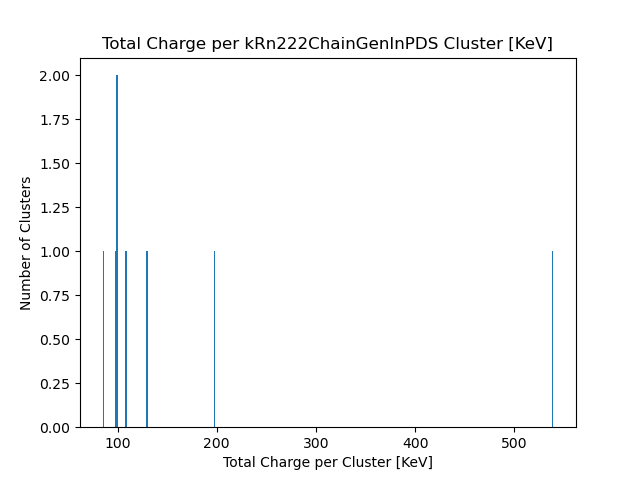 Total Charge per kRn222ChainGenInPDS Cluster [KeV]
2.00
1.75
1.50
1.25
1.00
0.75
0.50
0.25
0.00
Number of Clusters
100 200 300 400 500
Total Charge per Cluster [KeV]